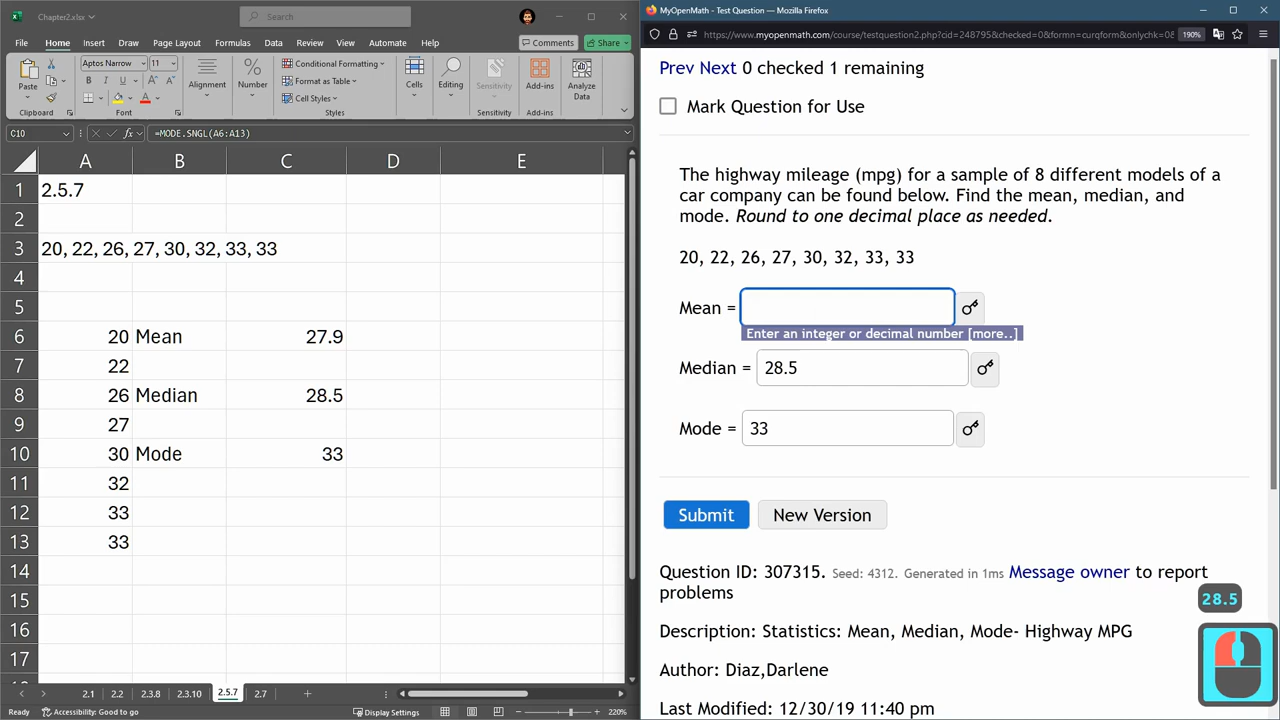 Chapter2.xlsx
Search
File Home Insert Draw Page Layout Formulas Data Review View Automate Help
Comments Share
Paste
Clipboard
Aptos Narrow 11
B I U A A
A
Font
Alignment
Number
Conditional Formatting
Format as Table
Cell Styles
Styles
Cells
Editing
Sensitivity
Sensitivity
Add-ins
Add-ins
Analyze Data
C10 fx =MODE.SNGL(A6:A13)
A B C D E
1 2.5.7
2
3 20, 22, 26, 27, 30, 32, 33, 33
4
5
6 20 Mean 27.9
7 22
8 26 Median 28.5
9 27
10 30 Mode 33
11 32
12 33
13 33
14
15
16
17
2.1 2.2 2.3.8 2.3.10 2.5.7 2.7 +
Ready Accessibility: Good to go Display Settings 220%
MyOpenMath - Test Question — Mozilla Firefox
https://www.myopenmath.com/course/testquestion2.php?cid=248795&checked=0&formn=curqform&onlychk=0& 190%
Prev Next 0 checked 1 remaining
Mark Question for Use
The highway mileage (mpg) for a sample of 8 different models of a
car company can be found below. Find the mean, median, and
mode. Round to one decimal place as needed.
20, 22, 26, 27, 30, 32, 33, 33
Mean =
Enter an integer or decimal number [more..]
Median = 28.5
Mode = 33
Submit New Version
Question ID: 307315. Seed: 4312. Generated in 1ms Message owner to report
problems
Description: Statistics: Mean, Median, Mode- Highway MPG
Author: Diaz,Darlene
Last Modified: 12/30/19 11:40 pm
28.5